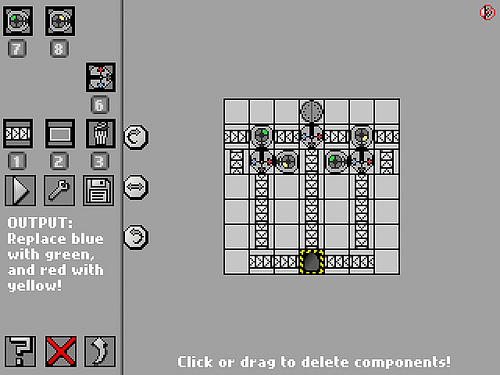 7 8
6
1 2 3
OUTPUT:
Replace blue
with green,
and red with
yellow!
Click or drag to delete components!